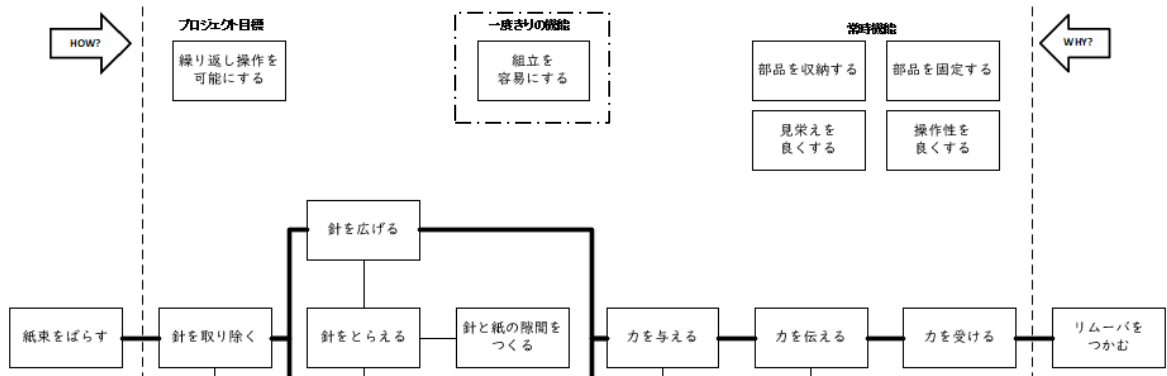 プロジェクト目標
一度きりの機能
常時機能
HOW?
WHY?
繰り返し操作を
可能にする
組立を
容易にする
部品を収納する
部品を固定する
見栄えを
良くする
操作性を
良くする
針を広げる
紙束をばらす
針を取り除く
針をとらえる
針と紙の隙間を
つくる
力を与える
力を伝える
力を受ける
リムーバを
つかむ